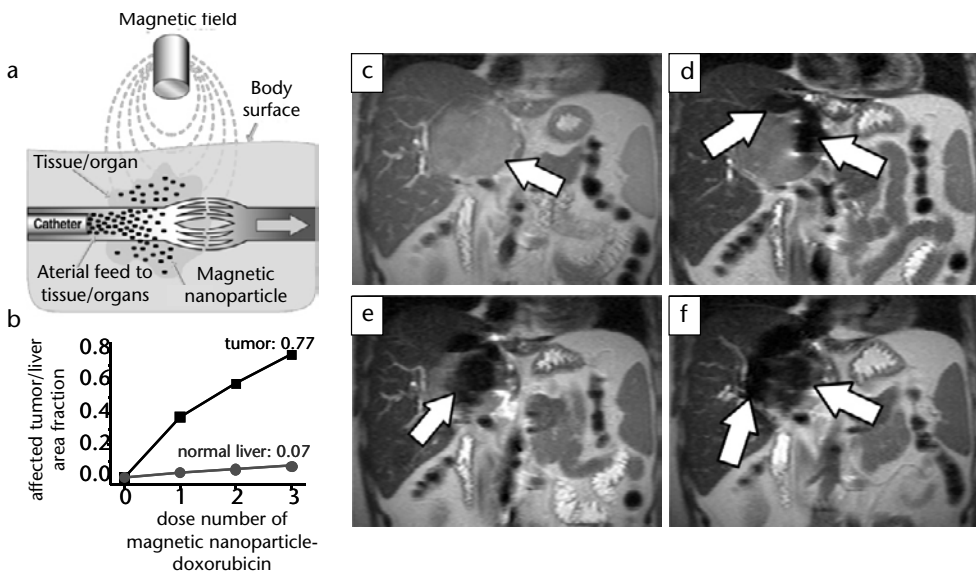 Magnetic field
a
Body
surface
Tissue/organ
Catheter
Aterial feed to
tissue/organs
Magnetic
nanoparticle
b
affected tumor/liver
area fraction
0.8
0.6
0.4
0.2
0.0
tumor: 0.77
normal liver: 0.07
0 1 2 3
dose number of
magnetic nanoparticle-
doxorubicin
c
d
e
f